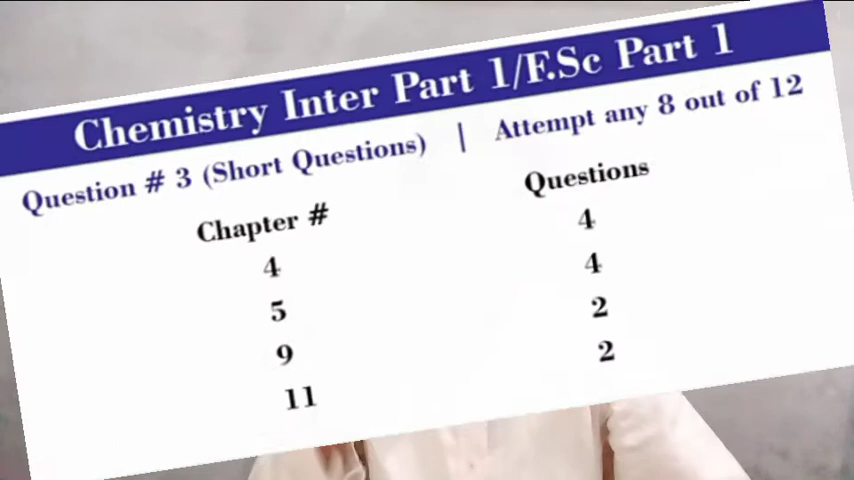 Chemistry Inter Part 1/F.Sc Part 1
Question # 3 (Short Questions) | Attempt any 8 out of 12
Chapter # Questions
4 4
5 4
9 2
11 2